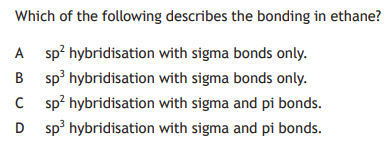 Which of the following describes the bonding in ethane?
A sp² hybridisation with sigma bonds only.
B sp³ hybridisation with sigma bonds only.
C sp² hybridisation with sigma and pi bonds.
D sp³ hybridisation with sigma and pi bonds.